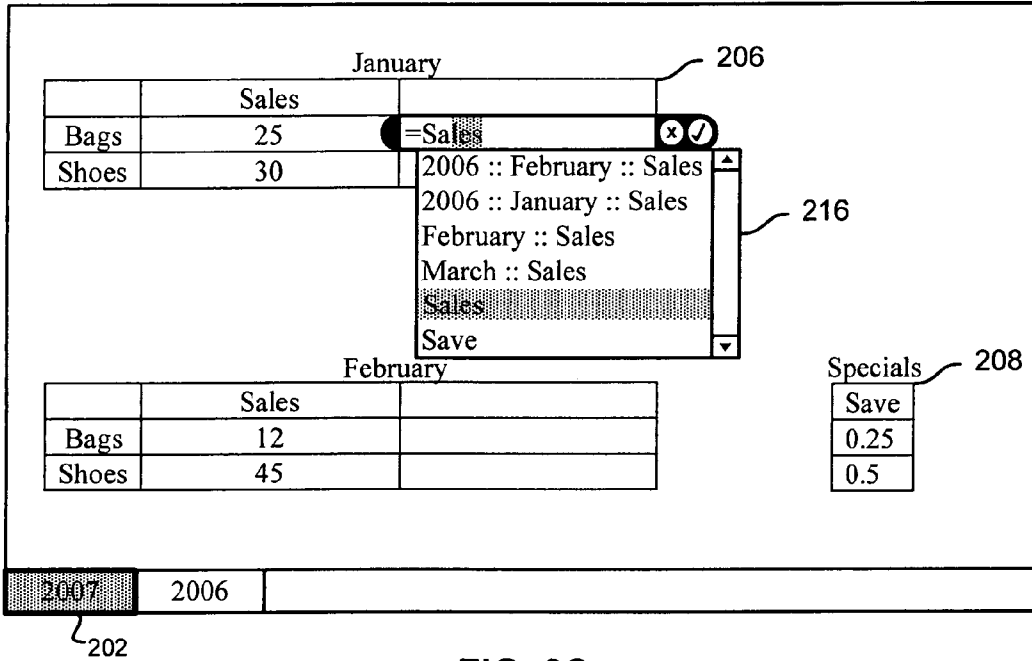 January
206
Sales
Bags 25 =Sales x ✓
Shoes 30
2006 :: February :: Sales
2006 :: January :: Sales
216
February :: Sales
March :: Sales
Sales
Save
February
Specials 208
Sales
Save
Bags 12
0.25
Shoes 45
0.5
2007 2006
202